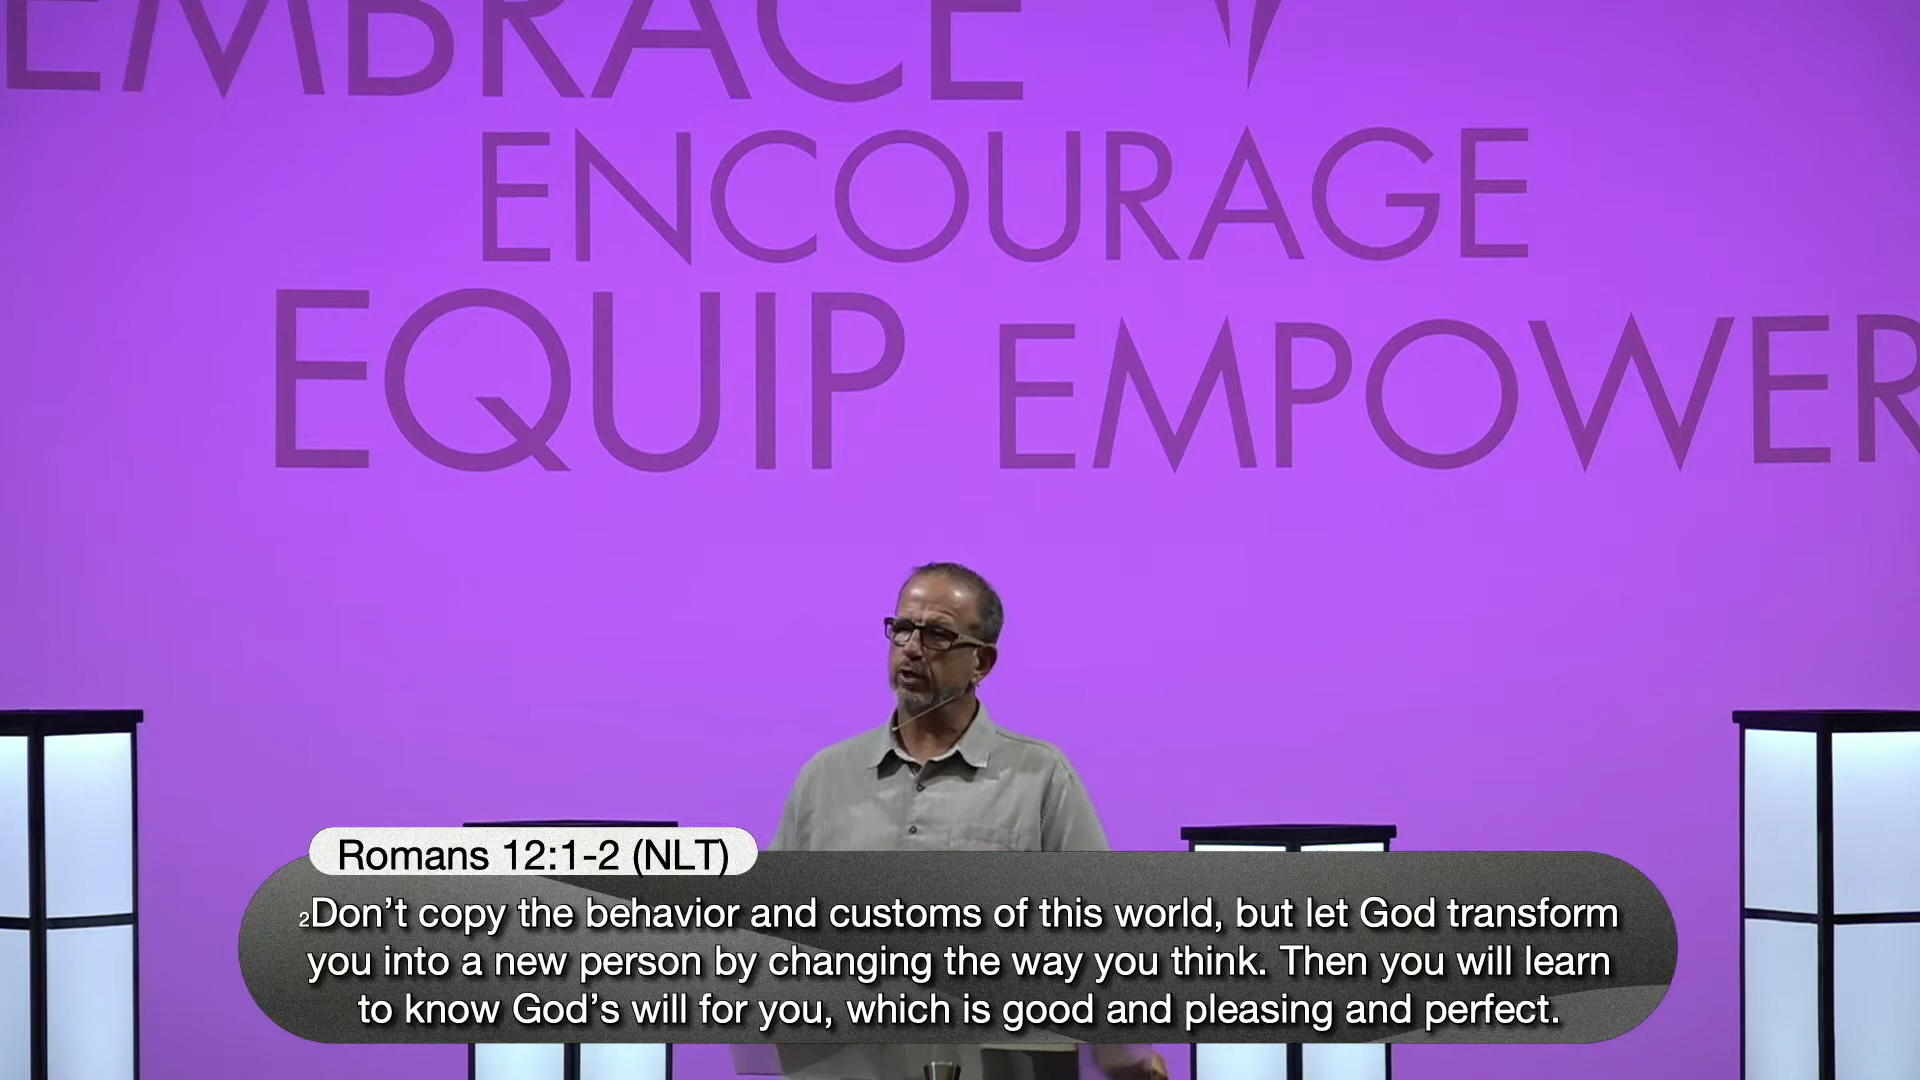 EMBRACE
ENCOURAGE
EQUIP EMPOWER
Romans 12:1-2 (NLT)
2Don’t copy the behavior and customs of this world, but let God transform
you into a new person by changing the way you think. Then you will learn
to know God’s will for you, which is good and pleasing and perfect.